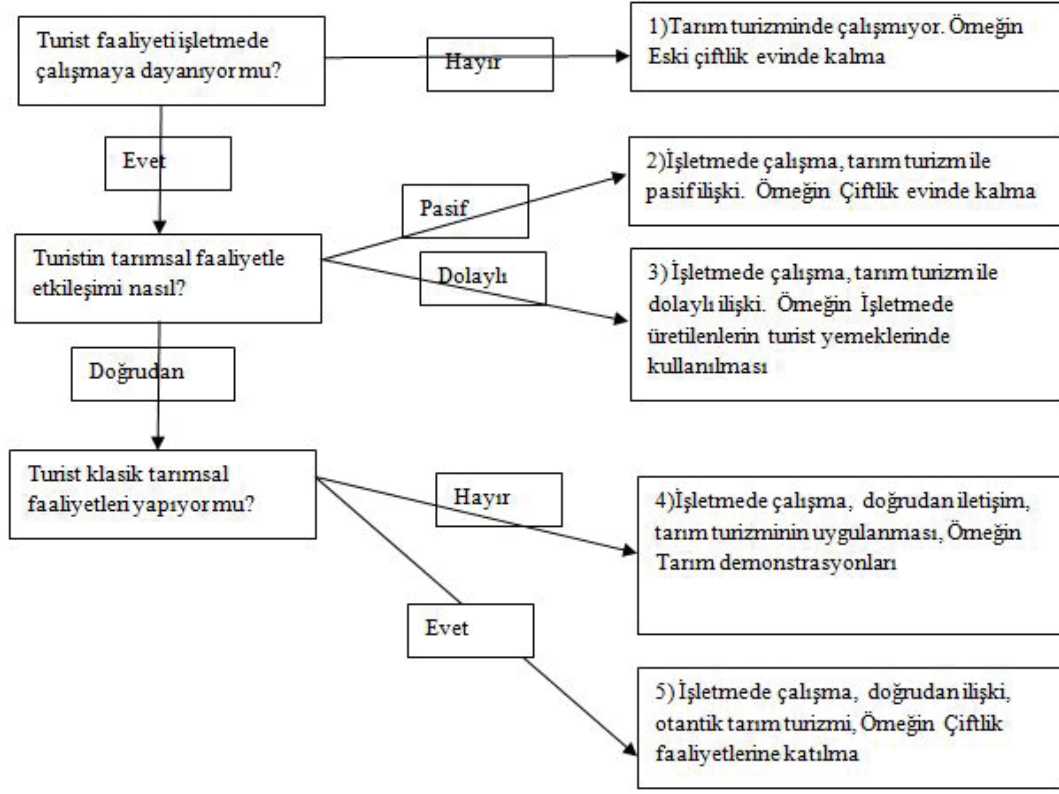 Turist faaliyeti işletmede
çalışmaya dayanıyor mu?
Hayır
1)Tarım turizminde çalışmıyor. Örneğin
Eski çiftlik evinde kalma
Evet
2)İşletmede çalışma, tarım turizm ile
pasif ilişki. Örneğin Çiftlik evinde kalma
Pasif
Turistin tarımsal faaliyetle
etkileşimi nasıl?
Dolaylı
3) İşletmede çalışma, tarım turizm ile
dolaylı ilişki. Örneğin İşletmede
üretilenlerin turist yemeklerinde
kullanılması
Doğrudan
Turist klasik tarımsal
faaliyetleri yapıyor mu?
Hayır
4)İşletmede çalışma, doğrudan iletişim,
tarım turizminin uygulanması, Örneğin
Tarım demonstrasyonları
Evet
5) İşletmede çalışma, doğrudan ilişki,
otantik tarım turizmi, Örneğin Çiftlik
faaliyetlerine katılma